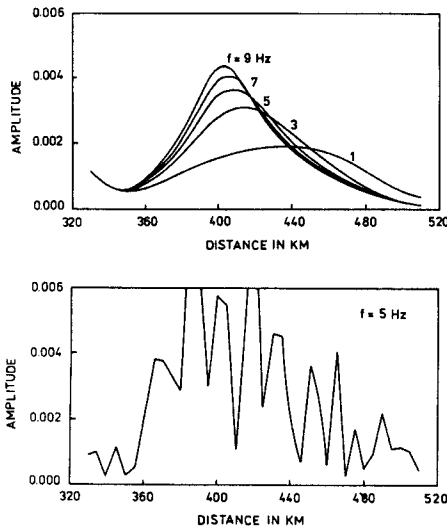 0.006
0.004
0.002
0.000
AMPLITUDE
f = 9 Hz
7
5
3
1
320 360 400 440 480 520
DISTANCE IN KM
0.006
0.004
0.002
0.000
AMPLITUDE
f = 5 Hz
320 360 400 440 480 520
DISTANCE IN KM